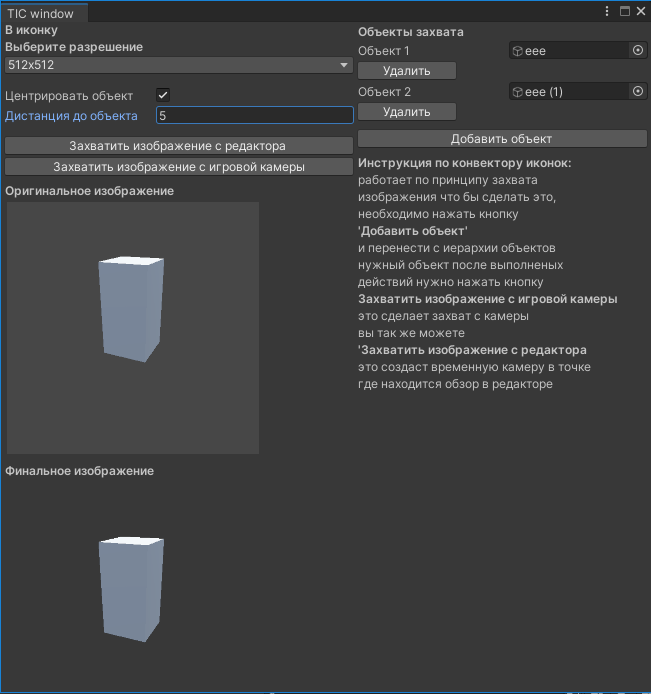 TIC window
В иконку
Выберите разрешение
512x512
Центрировать объект
Дистанция до объекта
5
Захватить изображение с редактора
Захватить изображение с игровой камеры
Оригинальное изображение
Финальное изображение
Объекты захвата
Объект 1
eee
Удалить
Объект 2
eee (1)
Удалить
Добавить объект
Инструкция по конвектору иконок:
работает по принципу захвата
изображения что бы сделать это,
необходимо нажать кнопку
'Добавить объект'
и перенести с иерархии объектов
нужный объект после выполненых
действий нужно нажать кнопку
Захватить изображение с игровой камеры
это сделает захват с камеры
вы так же можете
'Захватить изображение с редактора
это создаст временную камеру в точке
где находится обзор в редакторе